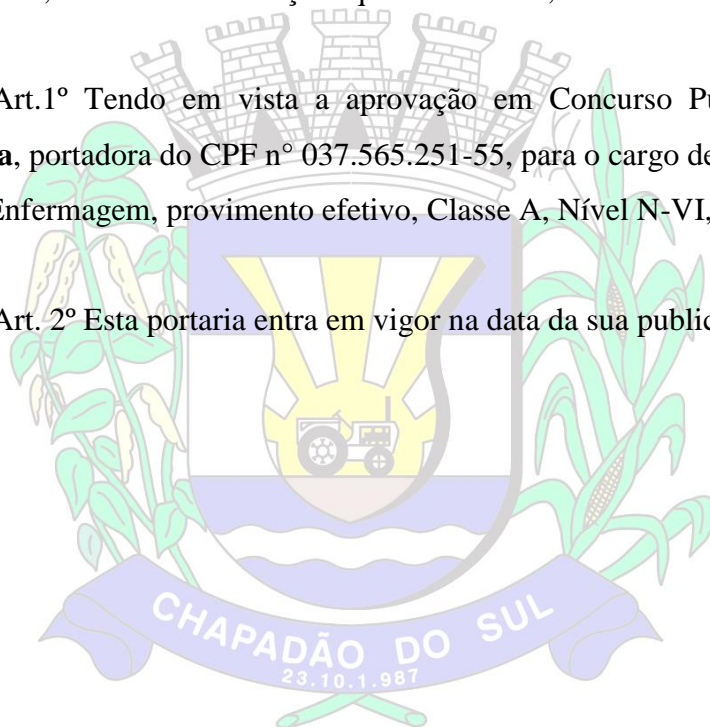 Art.1º Tendo em vista a aprovação em Concurso
a, portadora do CPF n° 037.565.251-55, para o cargo de
Enfermagem, provimento efetivo, Classe A, Nível N-VI,
Art. 2º Esta portaria entra em vigor na data da sua
CHAPADÃO DO SUL
23.10.1.987